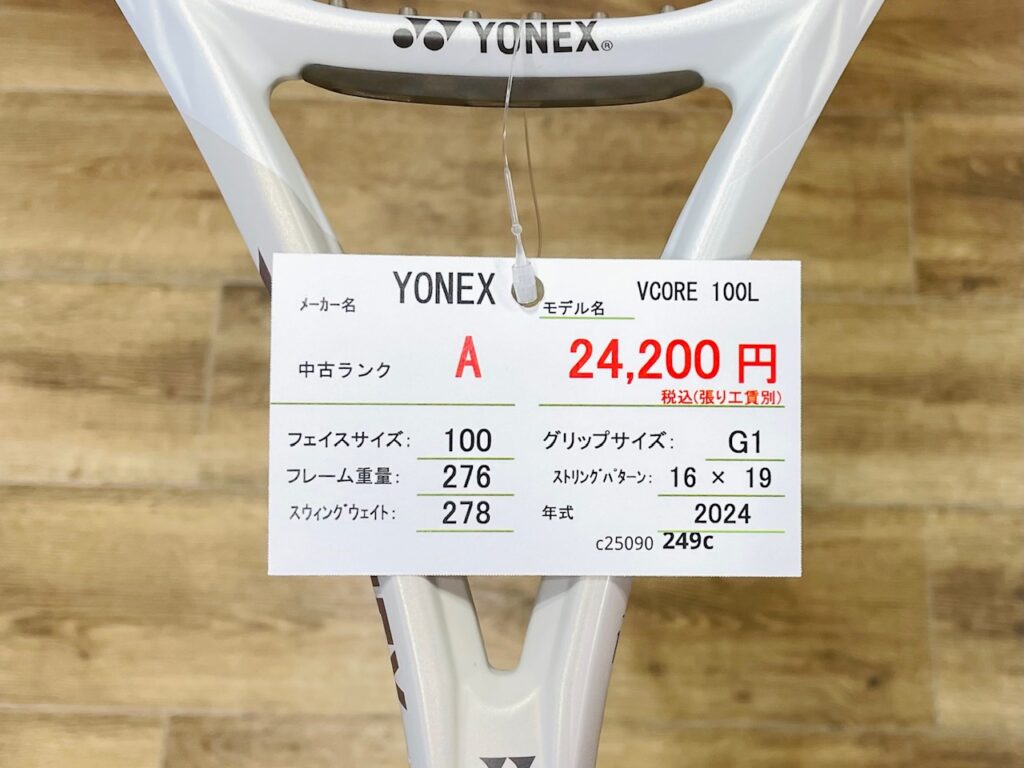 YONEX®
メーカー名 YONEX
モデル名 VCORE 100L
中古ランク A
24,200 円
税込(張り工賃別)
フェイスサイズ: 100
グリップサイズ: G1
フレーム重量: 276
ストリングパターン: 16 × 19
スウィングウェイト: 278
年式 2024
c25090 249c